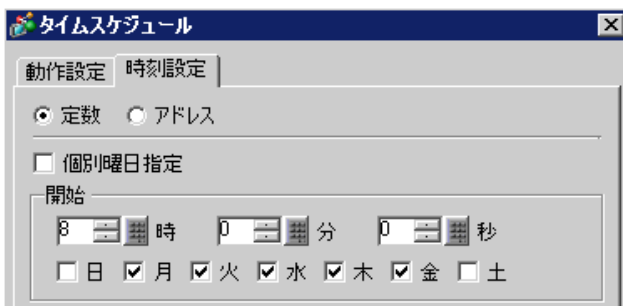 タイムスケジュール
動作設定 時刻設定
定数 アドレス
個別曜日指定
開始
8 時 0 分 0 秒
日 月 火 水 木 金 土